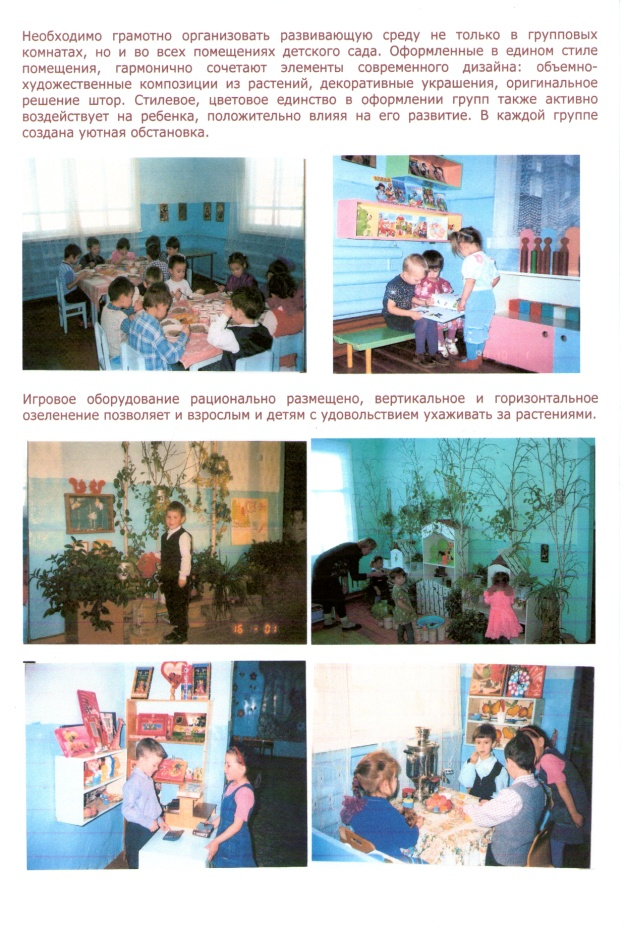 Необходимо грамотно организовать развивающую среду не только в групповых
комнатах, но и во всех помещениях детского сада. Оформленные в едином стиле
помещения, гармонично сочетают элементы современного дизайна: объемно-
художественные композиции из растений, декоративные украшения, оригинальное
решение штор. Стилевое, цветовое единство в оформлении групп также активно
воздействует на ребенка, положительно влияя на его развитие. В каждой группе
создана уютная обстановка.
Игровое оборудование рационально размещено, вертикальное и горизонтальное
озеленение позволяет и взрослым и детям с удовольствием ухаживать за растениями.